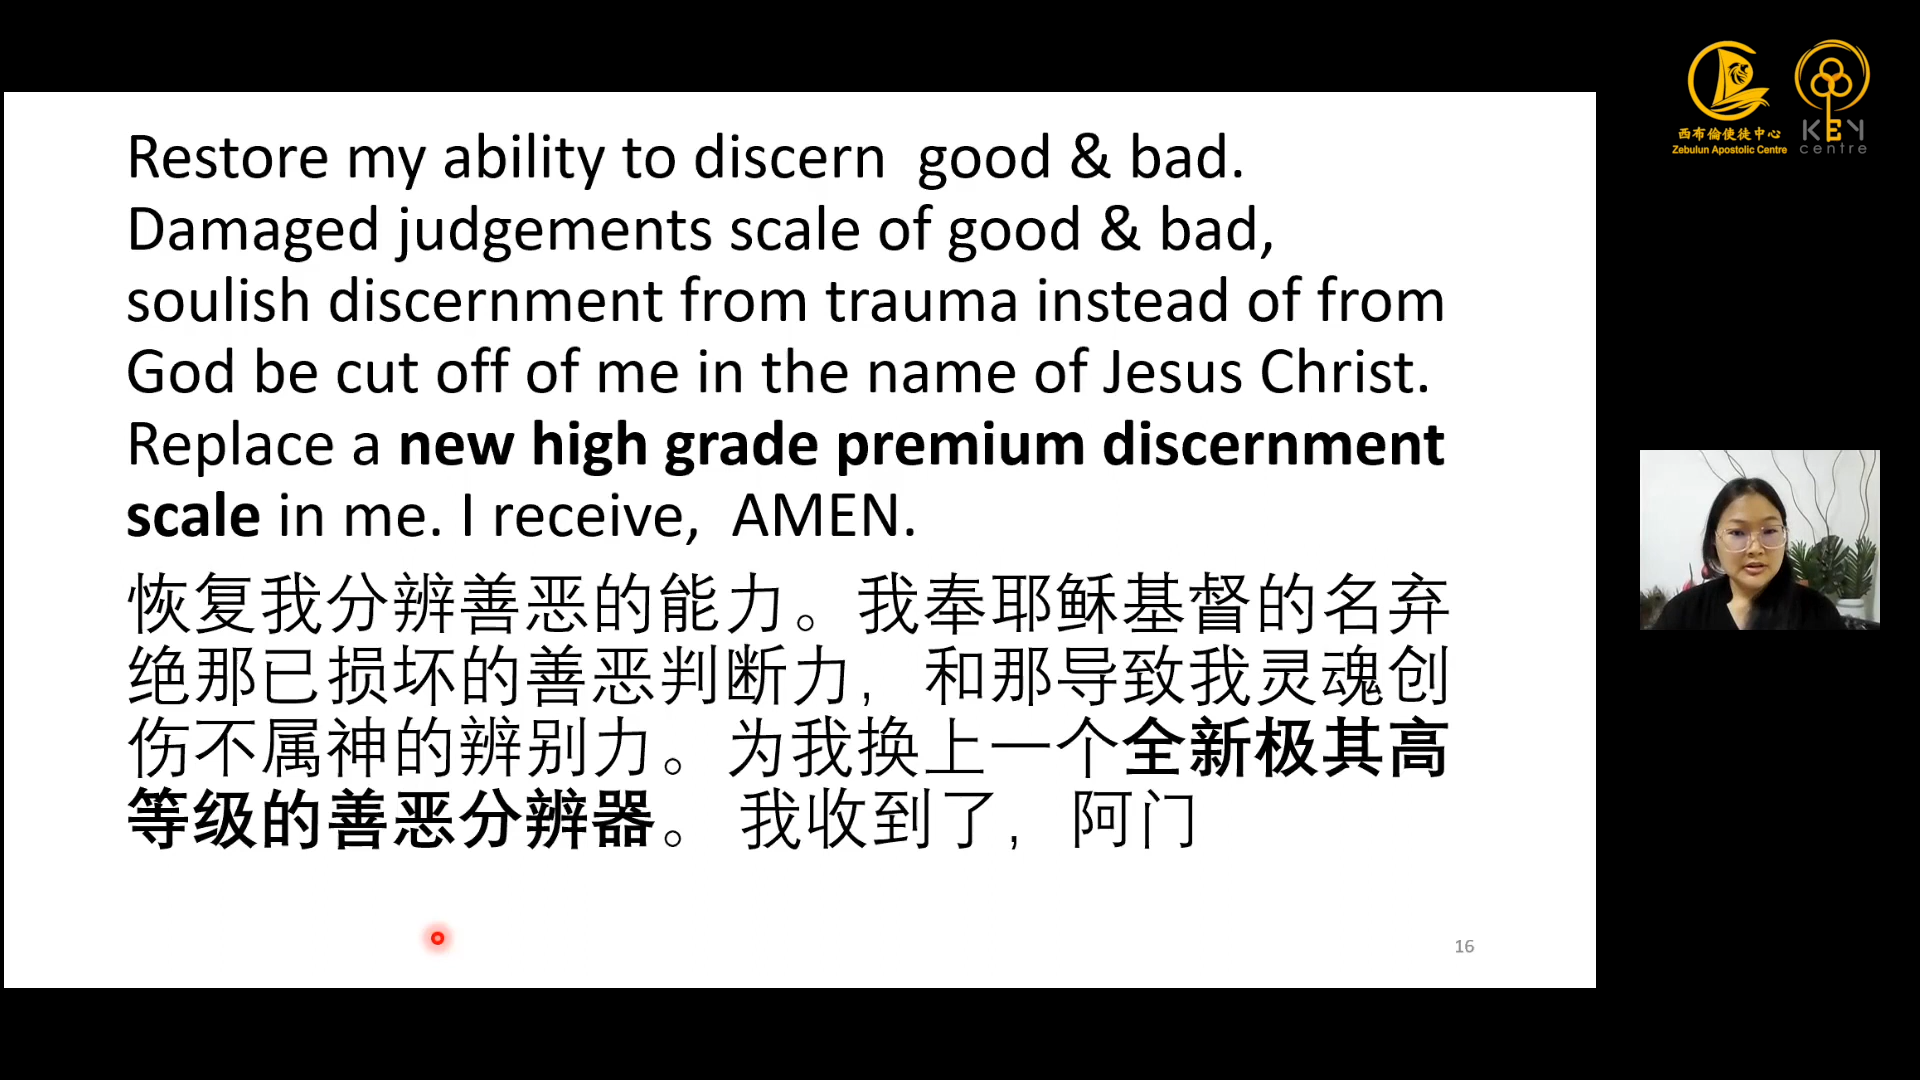 Restore my ability to discern  good & bad.
Damaged judgements scale of good & bad,
soulish discernment from trauma instead of from
God be cut off of me in the name of Jesus Christ.
Replace a new high grade premium discernment
scale in me. I receive,  AMEN.
恢复我分辨善恶的能力。我奉耶稣基督的名弃
绝那已损坏的善恶判断力，和那导致我灵魂创
伤不属神的辨别力。为我换上一个全新极其高
等级的善恶分辨器。 我收到了，阿门
16
西布倫使徒中心
Zebulun Apostolic Centre
KEY
centre